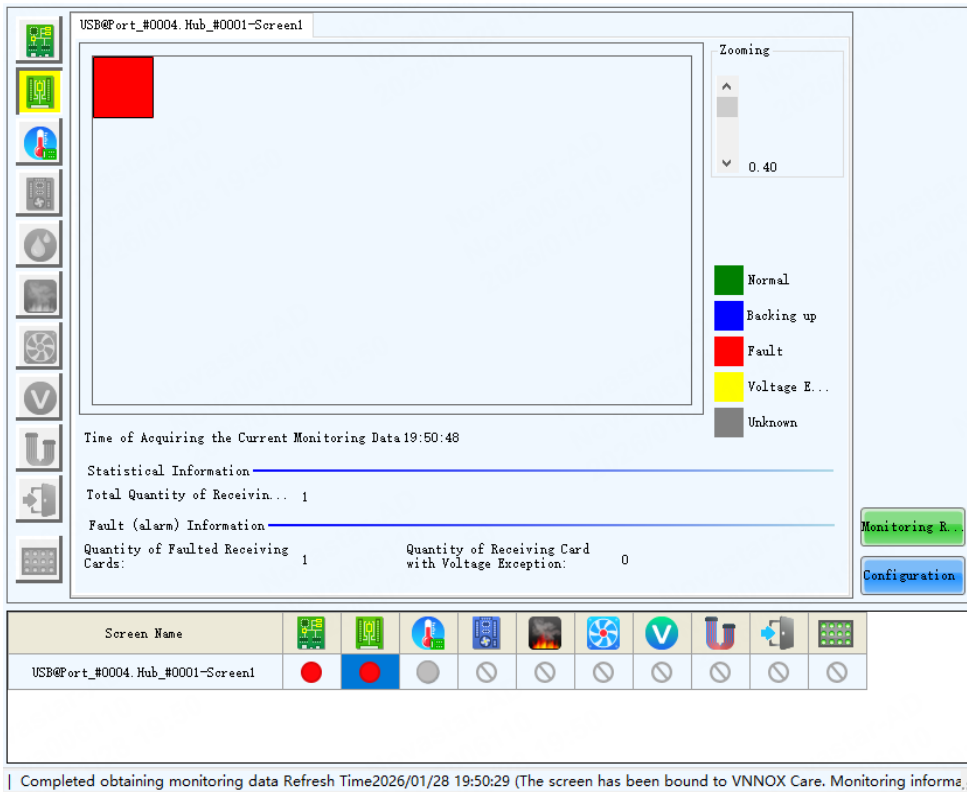 USB@Port_#0004.Hub_#0001-Screen1
Zooming
0.40
Normal
Backing up
Fault
Voltage E...
Unknown
Time of Acquiring the Current Monitoring Data 19:50:48
Statistical Information
Total Quantity of Receivin... 1
Fault (alarm) Information
Quantity of Faulted Receiving
Cards: 1
Quantity of Receiving Card
with Voltage Exception: 0
Monitoring R...
Configuration
Screen Name
USB@Port_#0004.Hub_#0001-Screen1
| Completed obtaining monitoring data Refresh Time2026/01/28 19:50:29 (The screen has been bound to VNNOX Care. Monitoring informa